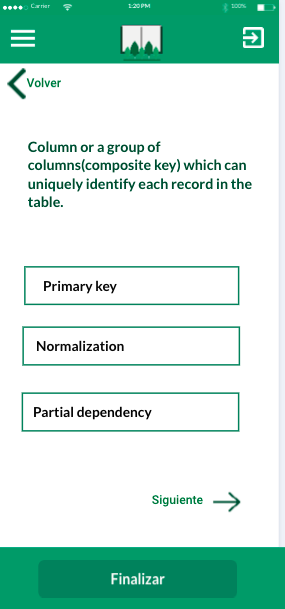 Carrier 1:20 PM 100%
Volver
Column or a group of
columns(composite key) which can
uniquely identify each record in the
table.
Primary key
Normalization
Partial dependency
Siguiente
Finalizar